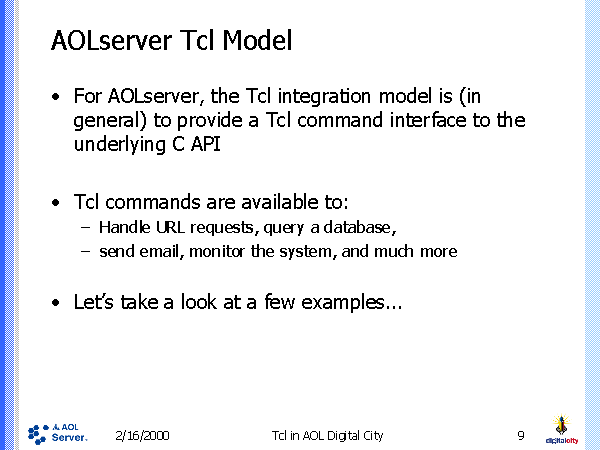 AOLserver Tcl Model
• For AOLserver, the Tcl integration model is (in
general) to provide a Tcl command interface to the
underlying C API
• Tcl commands are available to:
– Handle URL requests, query a database,
– send email, monitor the system, and much more
• Let’s take a look at a few examples...
AOL
Server.
2/16/2000
Tcl in AOL Digital City
9
digitalcity